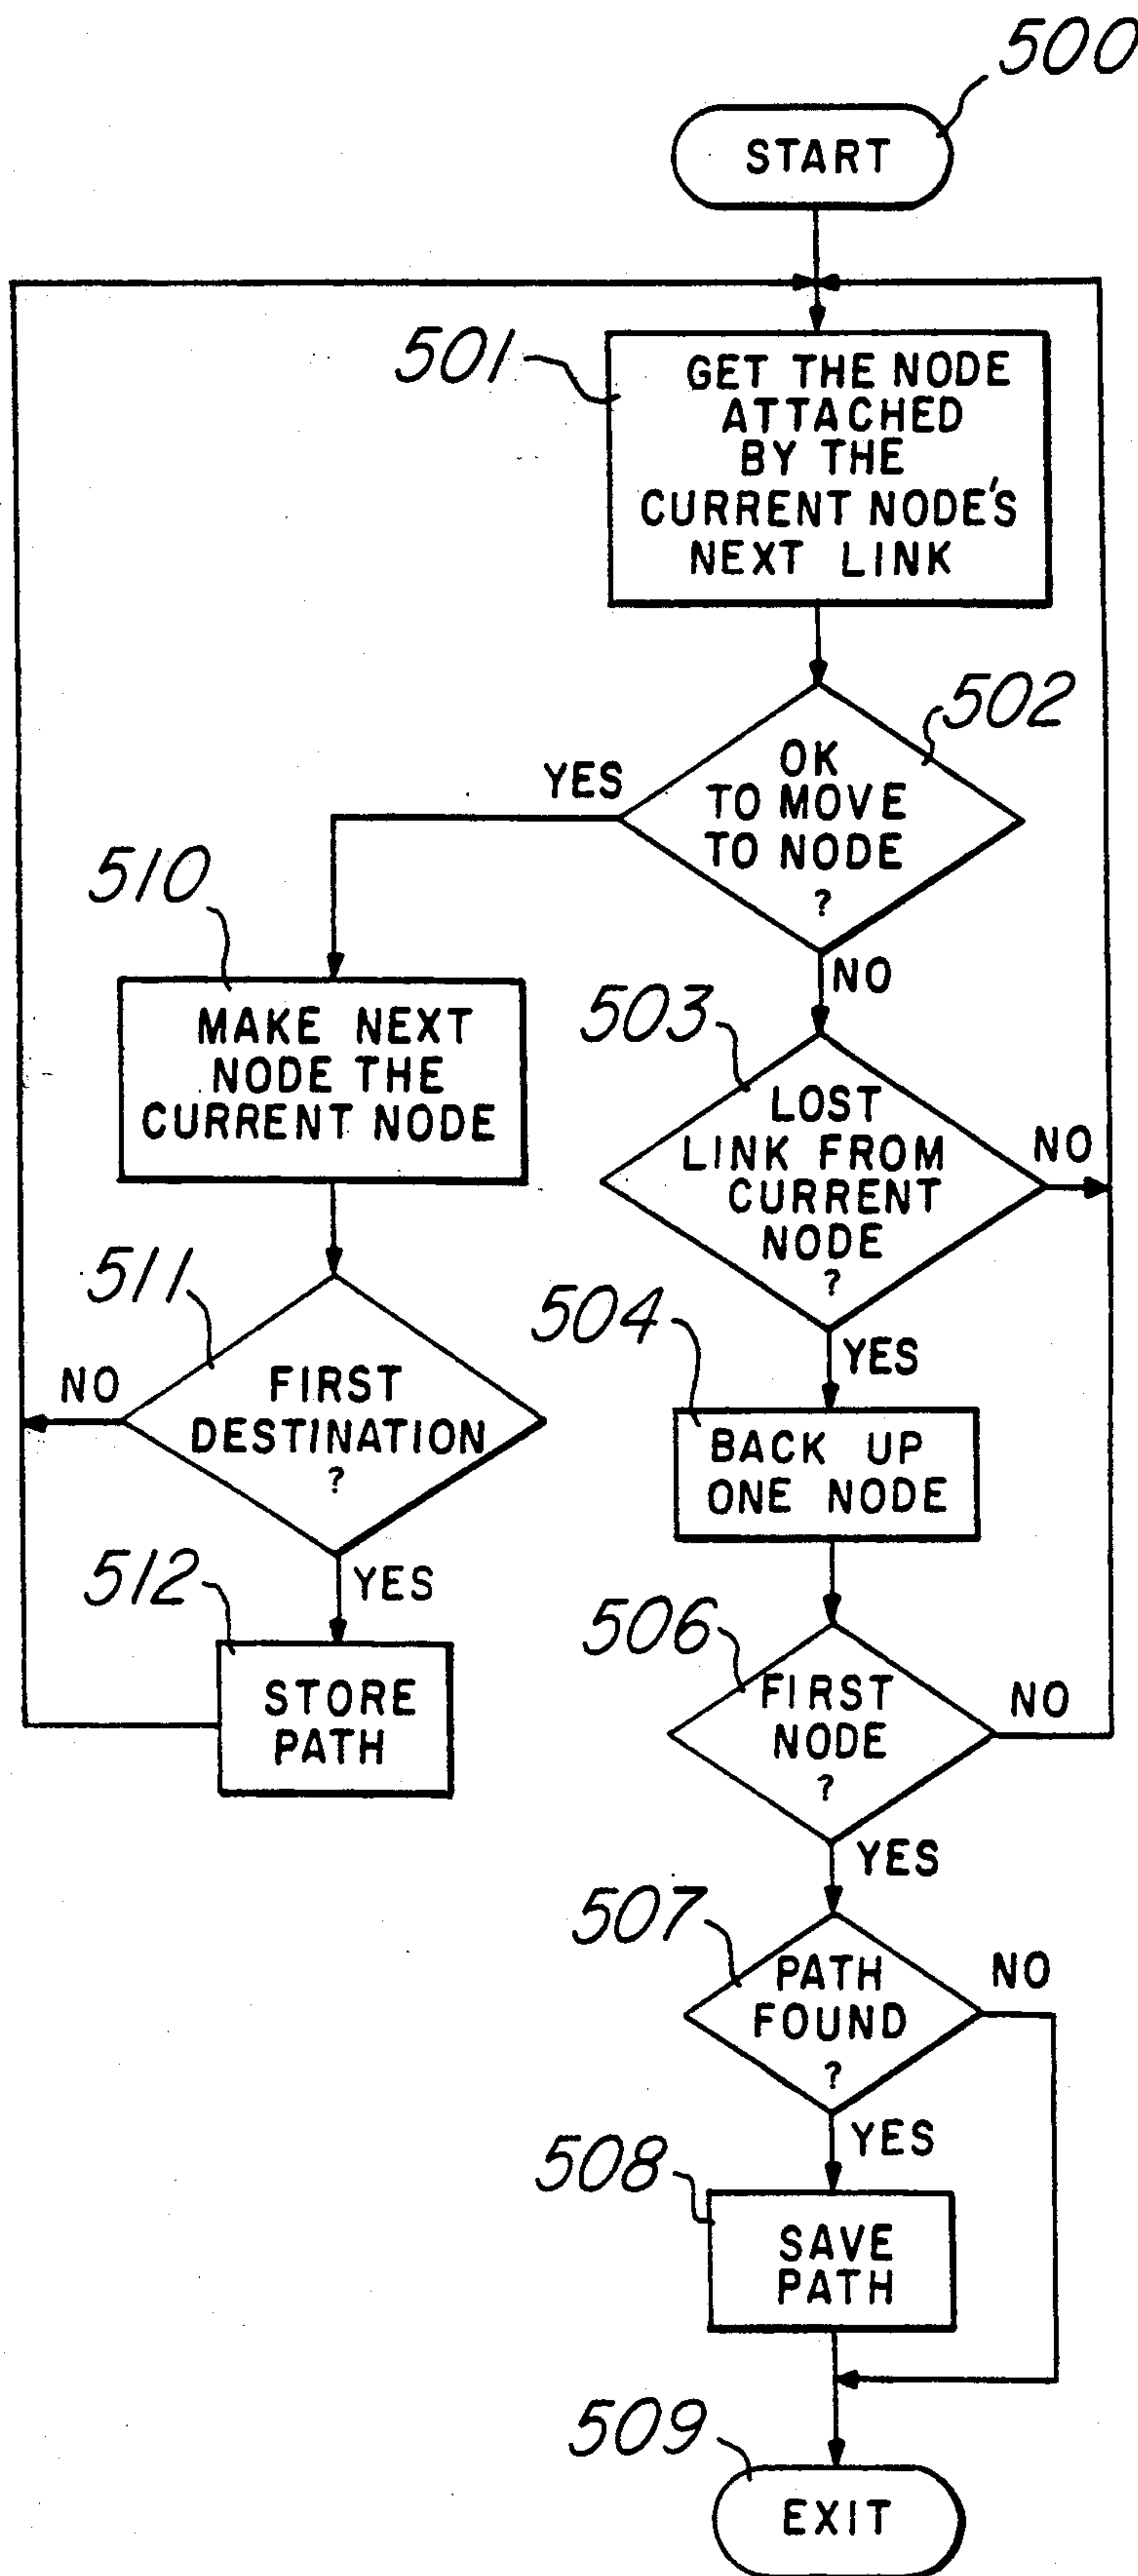 500
START
501
GET THE NODE
ATTACHED
BY THE
CURRENT NODE'S
NEXT LINK
502
OK
TO MOVE
TO NODE
?
YES
NO
510
MAKE NEXT
NODE THE
CURRENT NODE
503
LOST
LINK FROM
CURRENT
NODE
?
NO
YES
511
FIRST
DESTINATION
?
NO
YES
504
BACK UP
ONE NODE
512
STORE
PATH
506
FIRST
NODE
?
NO
YES
507
PATH
FOUND
?
NO
YES
508
SAVE
PATH
509
EXIT